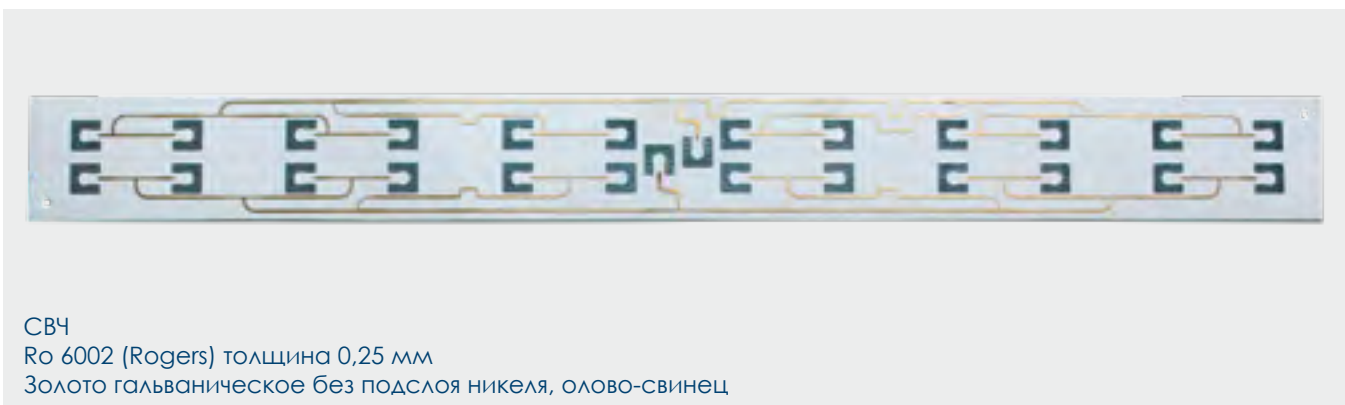 СВЧ
Ro 6002 (Rogers) толщина 0,25 мм
Золото гальваническое без подслоя никеля, олово-свинец